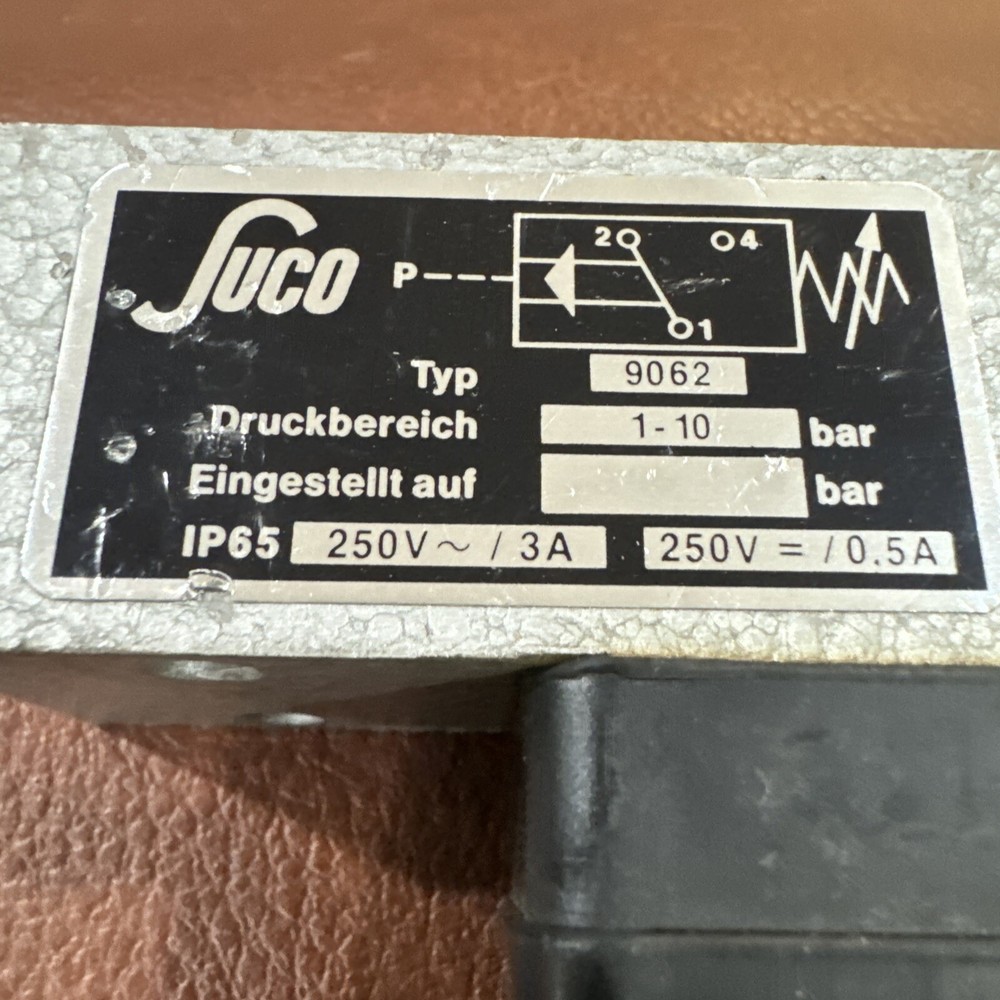 SUCO
P
2 4
1
Typ 9062
Druckbereich 1-10 bar
Eingestellt auf bar
IP65 250V~ / 3A 250V = / 0.5A